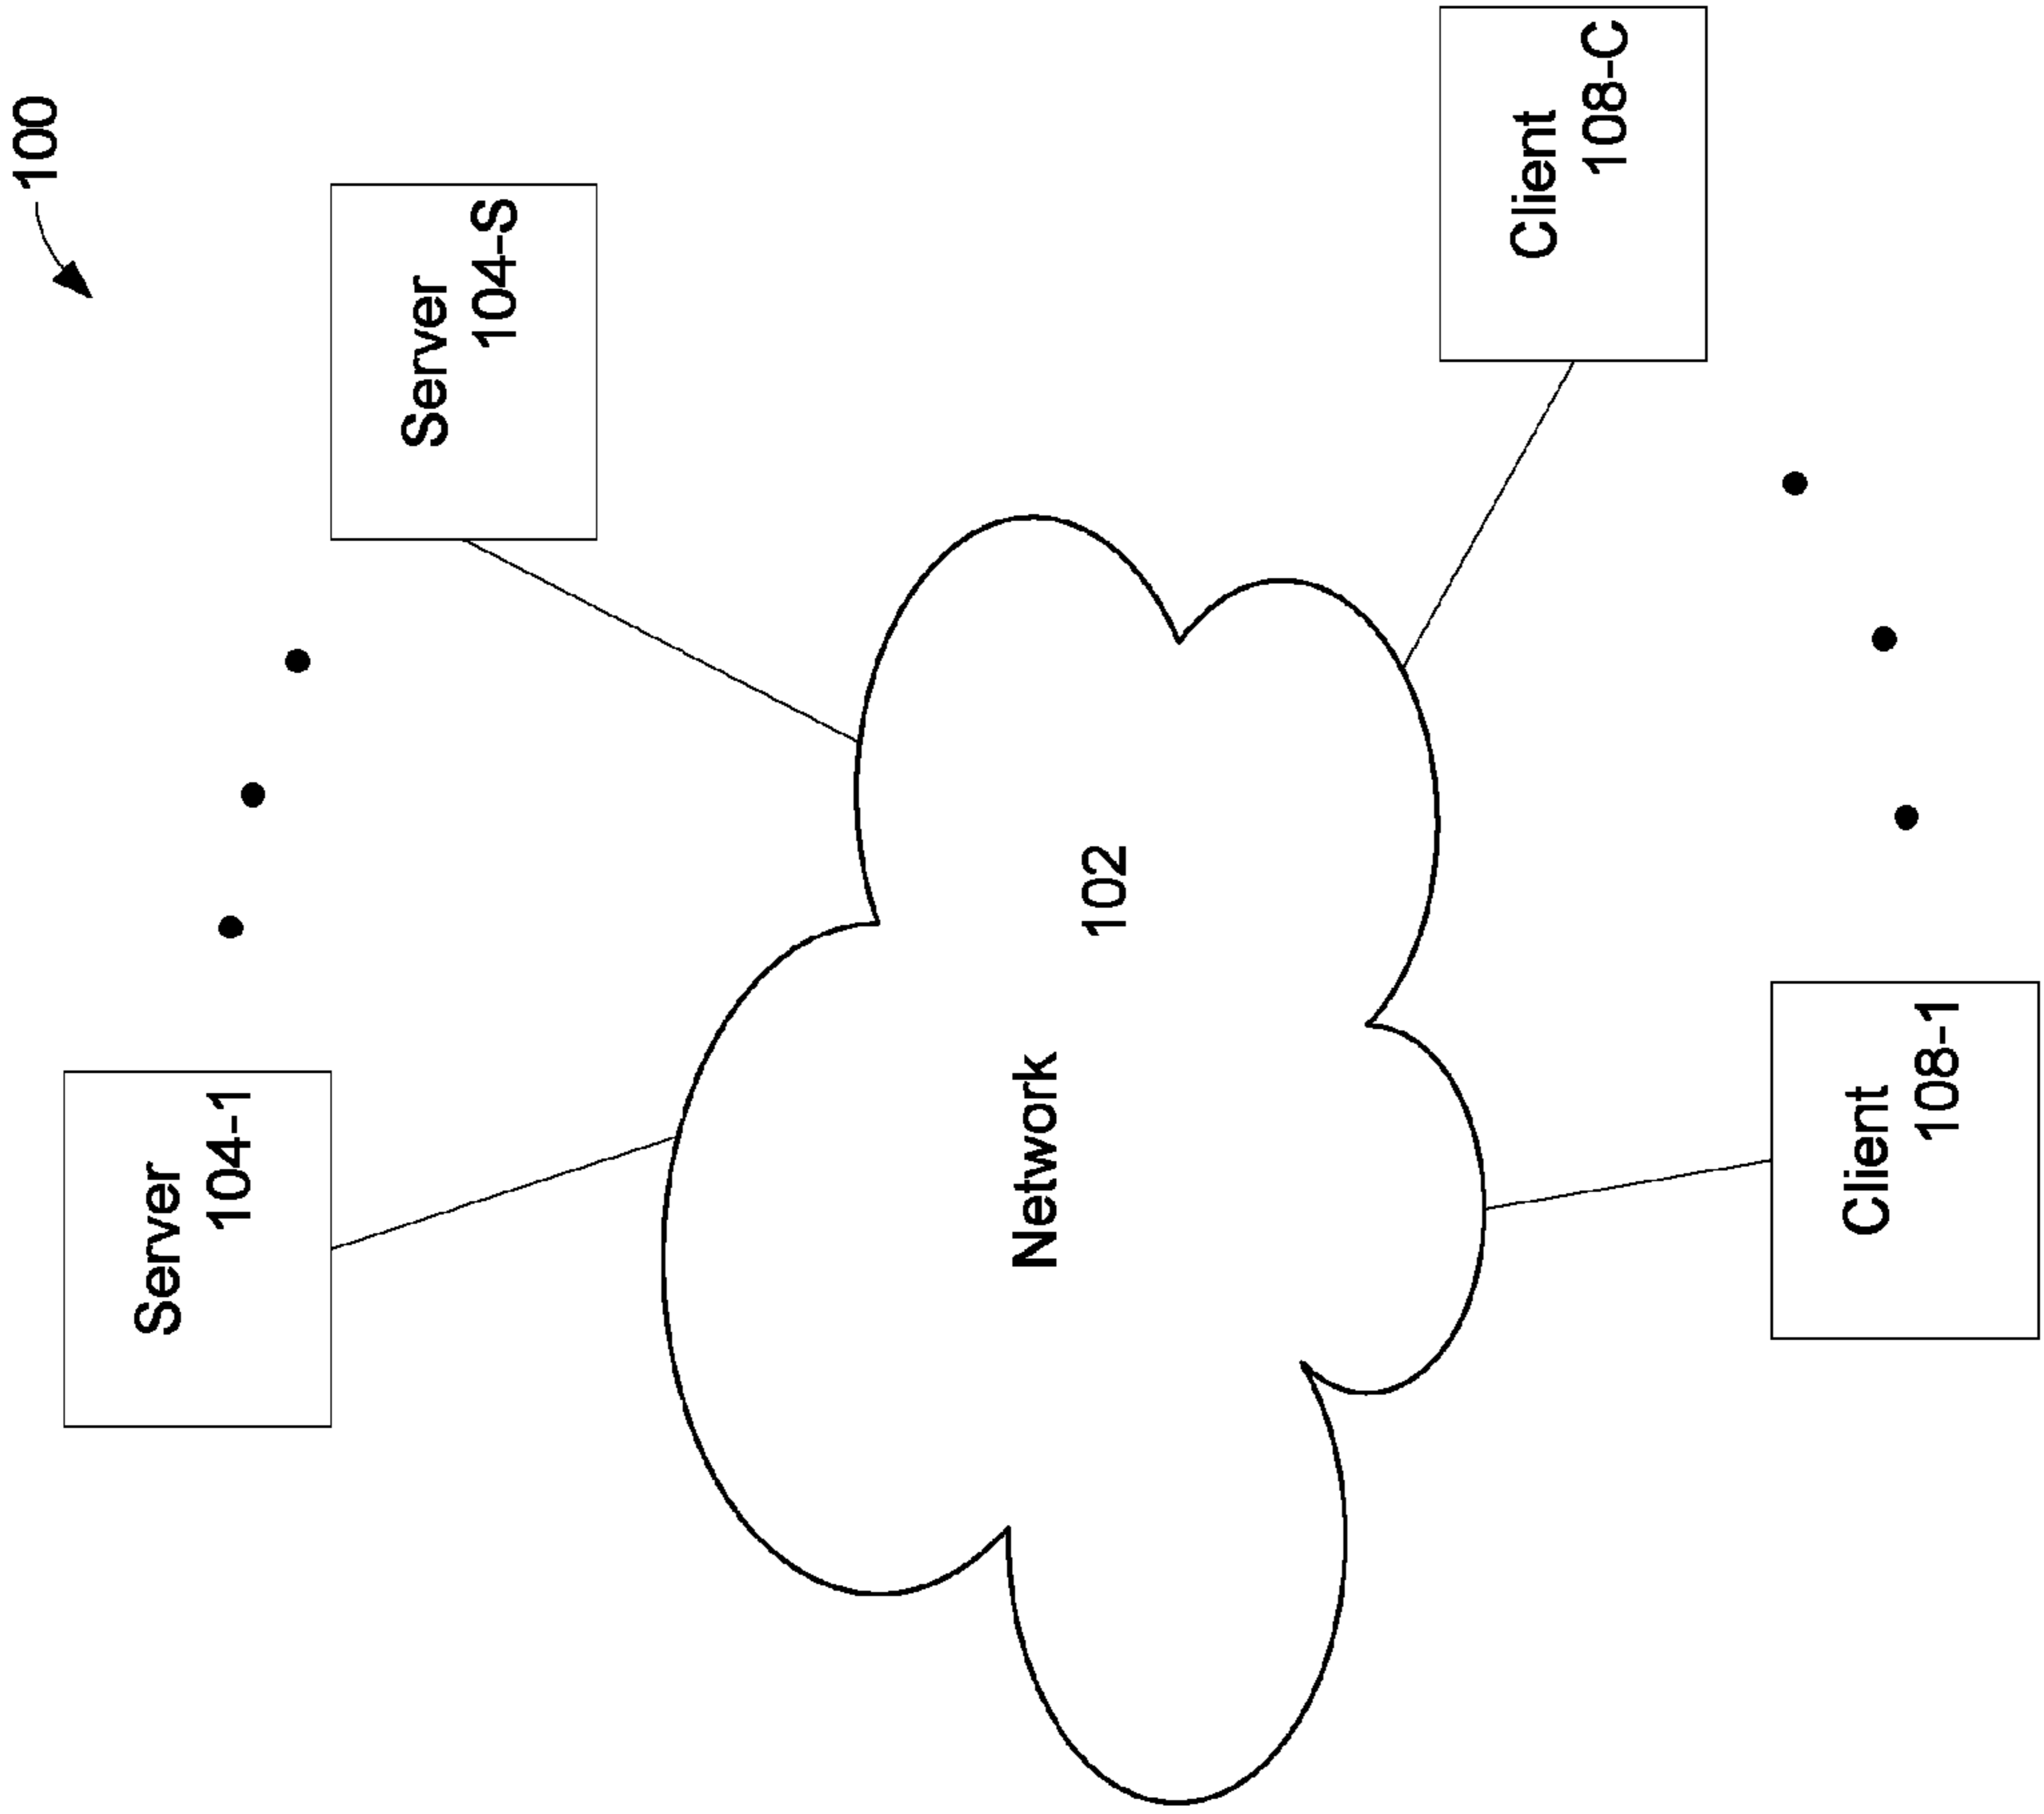 100
Server
104-1
Server
104-S
Network
102
Client
108-1
Client
108-C